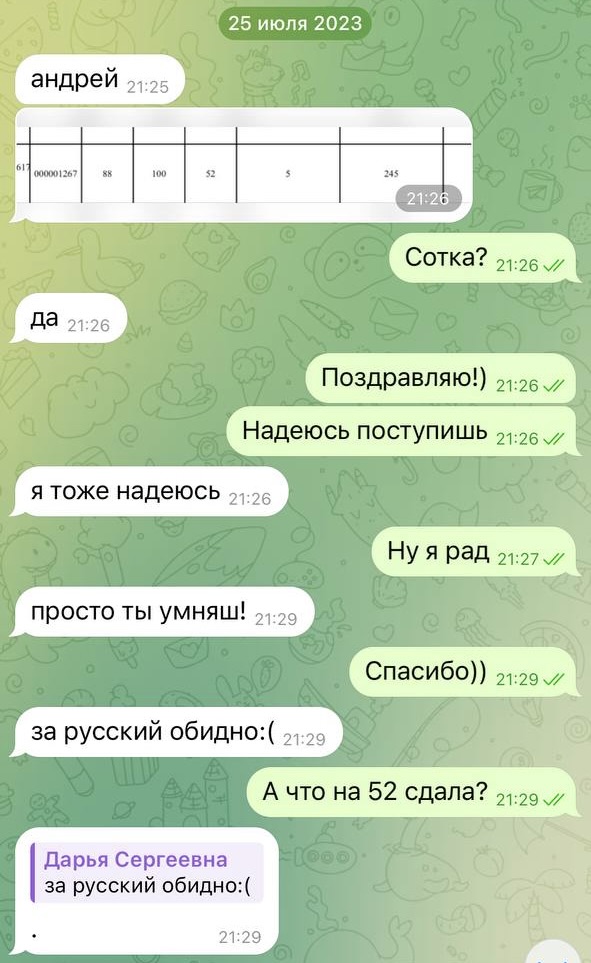 25 июля 2023
андрей 21:25
617 000001267 88 100 52 5 245
21:26
Сотка? 21:26
да 21:26
Поздравляю!) 21:26
Надеюсь поступишь 21:26
я тоже надеюсь 21:26
Ну я рад 21:27
просто ты умняш! 21:29
Спасибо)) 21:29
за русский обидно:( 21:29
А что на 52 сдала? 21:29
Дарья Сергеевна
за русский обидно:(
. 21:29